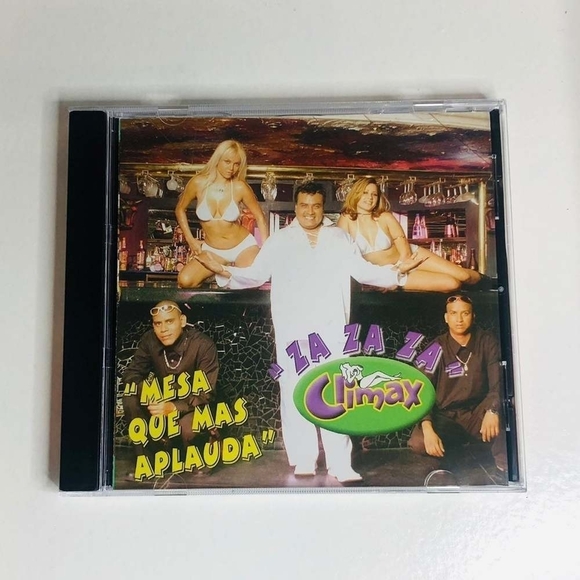 "ZA ZA ZA"
Climax
"MESA
QUE MAS
APLAUDA"